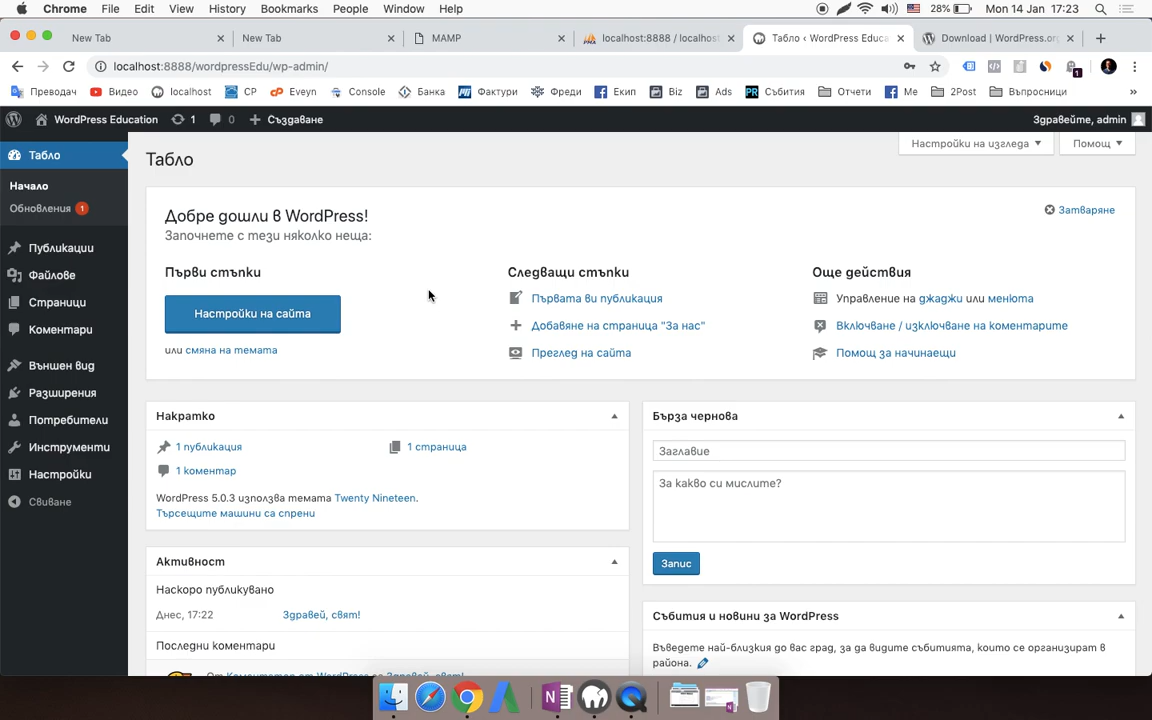 Chrome File Edit View History Bookmarks People Window Help 28% Mon 14 Jan 17:23
New Tab New Tab MAMP localhost:8888 / localhos Табло ‹ WordPress Educa Download | WordPress.org
localhost:8888/wordpressEdu/wp-admin/
Преводач Видео localhost CP Eveyn Console Банка Фактури Фреди Екип Biz Ads Събития Отчети Me 2Post Въпросници »
WordPress Education 1 0 Създаване Здравейте, admin
Табло
Начало
Обновления 1
Публикации
Файлове
Страници
Коментари
Външен вид
Разширения
Потребители
Инструменти
Настройки
Свиване
Табло
Настройки на изгледа Помощ
Добре дошли в WordPress!
Затваряне
Започнете с тези няколко неща:
Първи стъпки
Настройки на сайта
или смяна на темата
Следващи стъпки
Първата ви публикация
Добавяне на страница "За нас"
Преглед на сайта
Още действия
Управление на джаджи или менюта
Включване / изключване на коментарите
Помощ за начинаещи
Накратко
1 публикация 1 страница
1 коментар
WordPress 5.0.3 използва темата Twenty Nineteen.
Търсещите машини са спрени
Активност
Наскоро публикувано
Днес, 17:22 Здравей, свят!
Последни коментари
От Коментатор от WordPress за Здравей, свят!
Бърза чернова
Заглавие
За какво си мислите?
Запис
Събития и новини за WordPress
Въведете най-близкия до вас град, за да видите събитията, които се организират в
района.